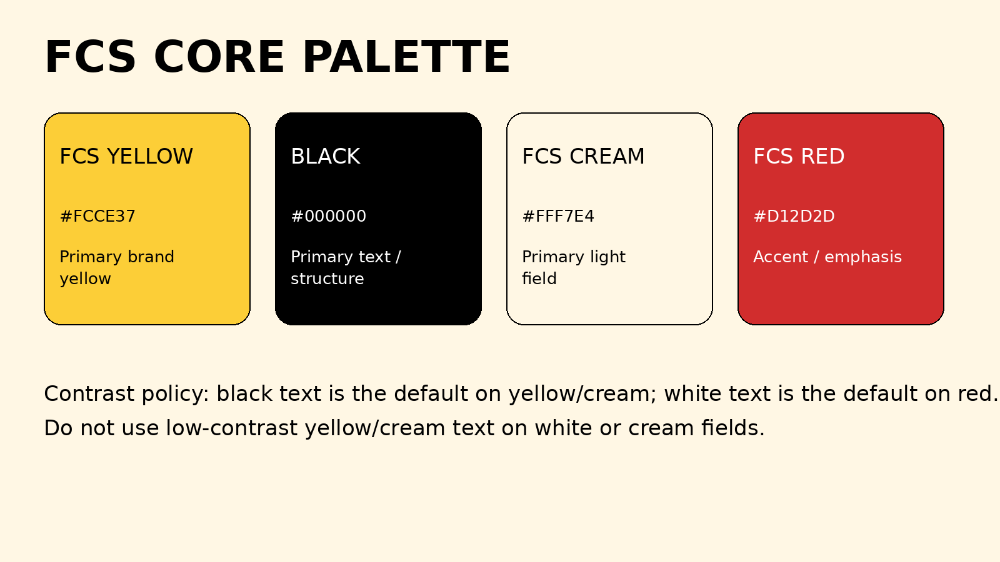 FCS CORE PALETTE
FCS YELLOW
#FCCE37
Primary brand
yellow
BLACK
#000000
Primary text /
structure
FCS CREAM
#FFF7E4
Primary light
field
FCS RED
#D12D2D
Accent / emphasis
Contrast policy: black text is the default on yellow/cream; white text is the default on red.
Do not use low-contrast yellow/cream text on white or cream fields.